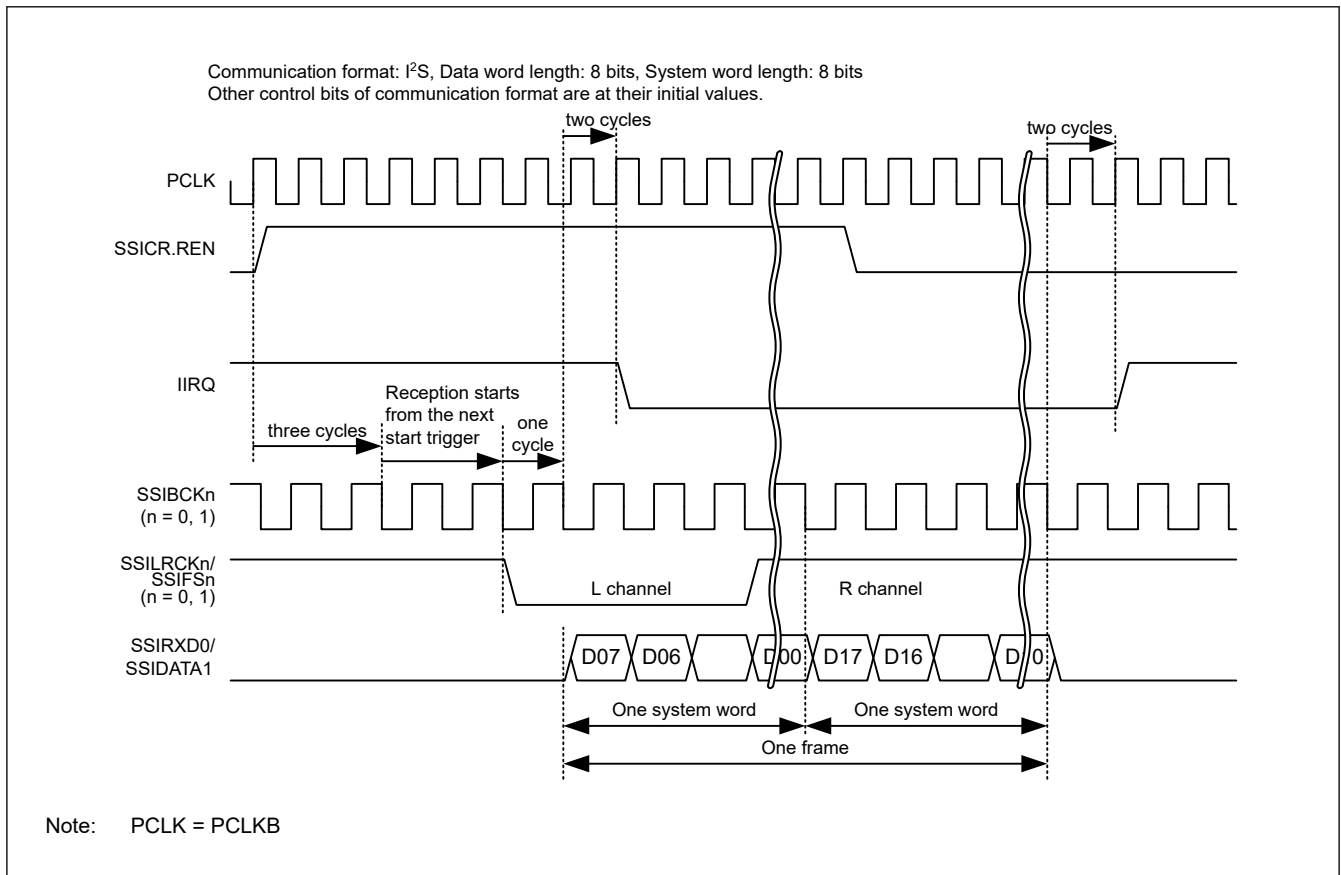 Communication format: I²S, Data word length: 8 bits, System word length: 8 bits
Other control bits of communication format are at their initial values.
two cycles
two cycles
PCLK
SSICR.REN
IIRQ
Reception starts
from the next
start trigger
three cycles
one
cycle
SSIBCKn
(n = 0, 1)
SSILRCKn/
SSIFSn
(n = 0, 1)
L channel
R channel
SSIRXD0/
SSIDATA1
D07
D06
D00
D17
D16
One system word
One system word
One frame
Note: PCLK = PCLKB